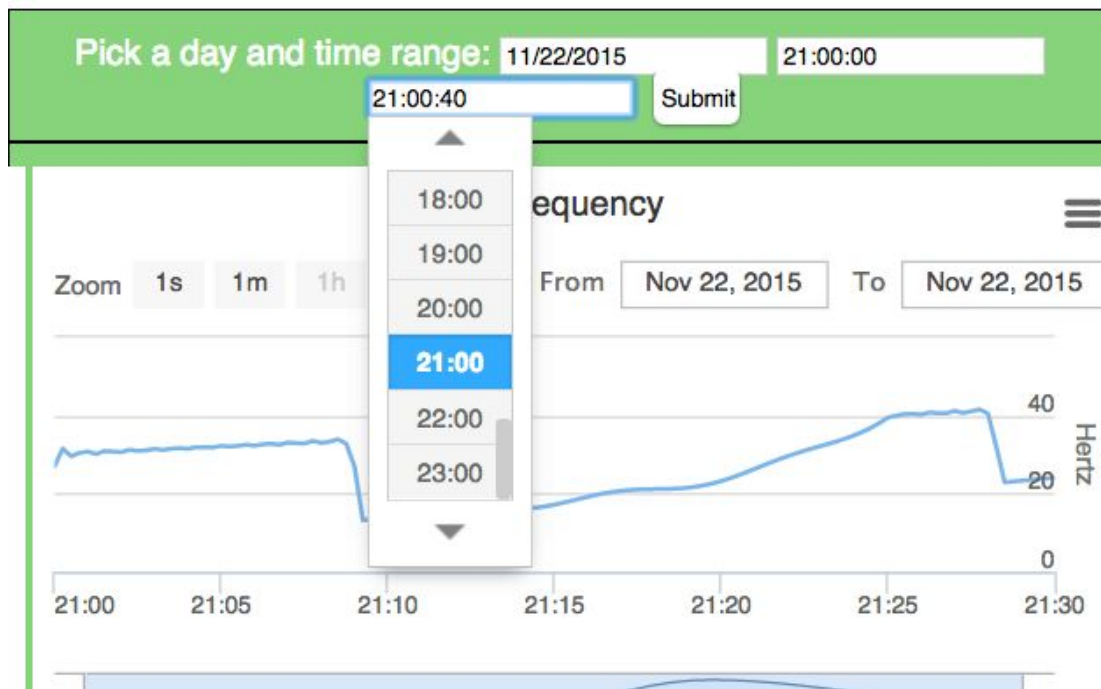 Pick a day and time range: 11/22/2015 21:00:00
21:00:40 Submit
18:00
19:00
20:00
21:00
22:00
23:00
equency
Zoom 1s 1m 1h From Nov 22, 2015 To Nov 22, 2015
40
20
0
Hertz
21:00 21:05 21:10 21:15 21:20 21:25 21:30